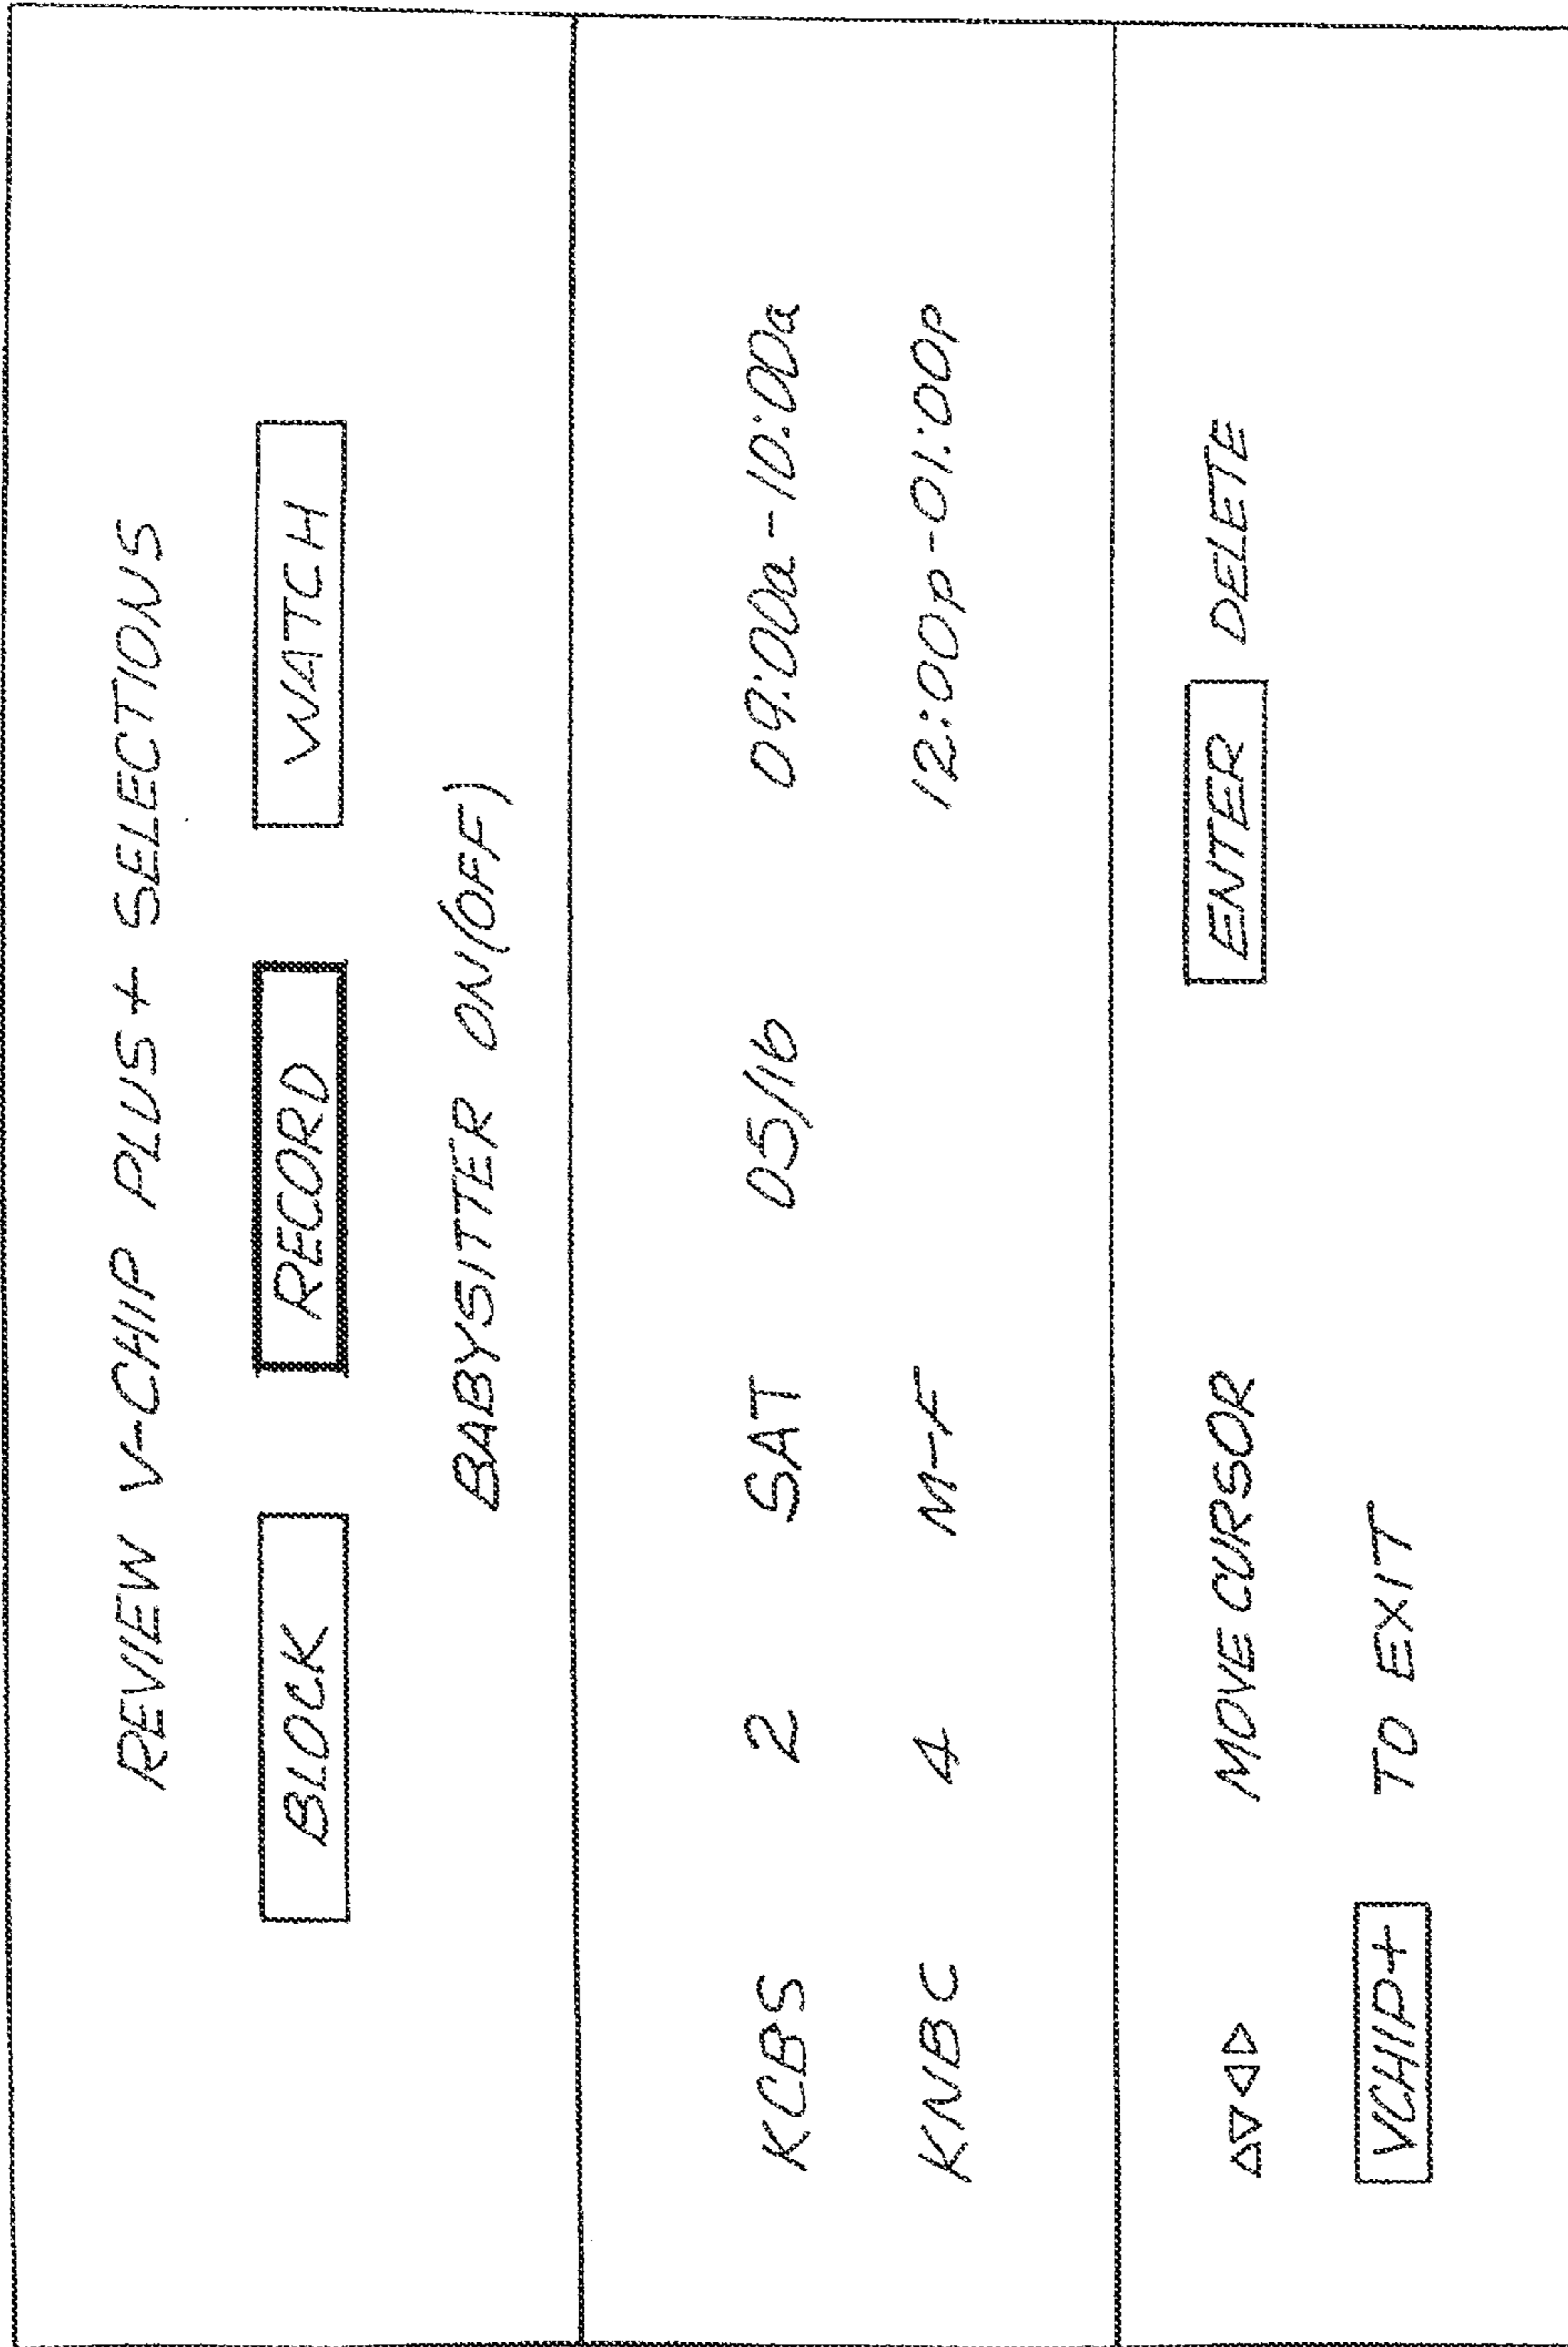 REVIEW V-CHIP PLUS+ SELECTIONS
BLOCK RECORD WATCH
BABYSITTER ON(OFF)
KCBS 2 SAT 05/16 09:00a-10:00a
KNBC 4 M-F 12:00p-01:00p
△▽◁▷ MOVE CURSOR ENTER DELETE
VCHIP+ TO EXIT